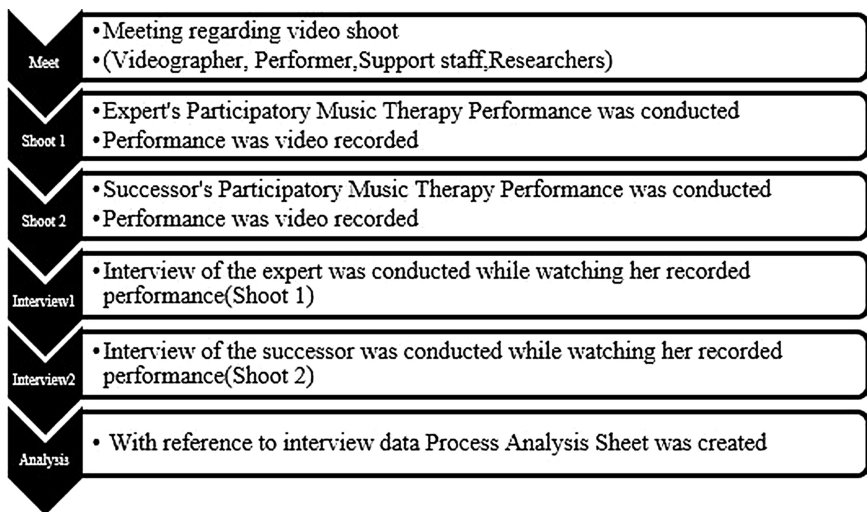 Meet
•Meeting regarding video shoot
•(Videographer, Performer,Support staff,Researchers)
Shoot 1
•Expert's Participatory Music Therapy Performance was conducted
•Performance was video recorded
Shoot 2
•Successor's Participatory Music Therapy Performance was conducted
•Performance was video recorded
Interview1
•Interview of the expert was conducted while watching her recorded
performance(Shoot 1)
Interview2
•Interview of the successor was conducted while watching her recorded
performance(Shoot 2)
Analysis
• With reference to interview data Process Analysis Sheet was created